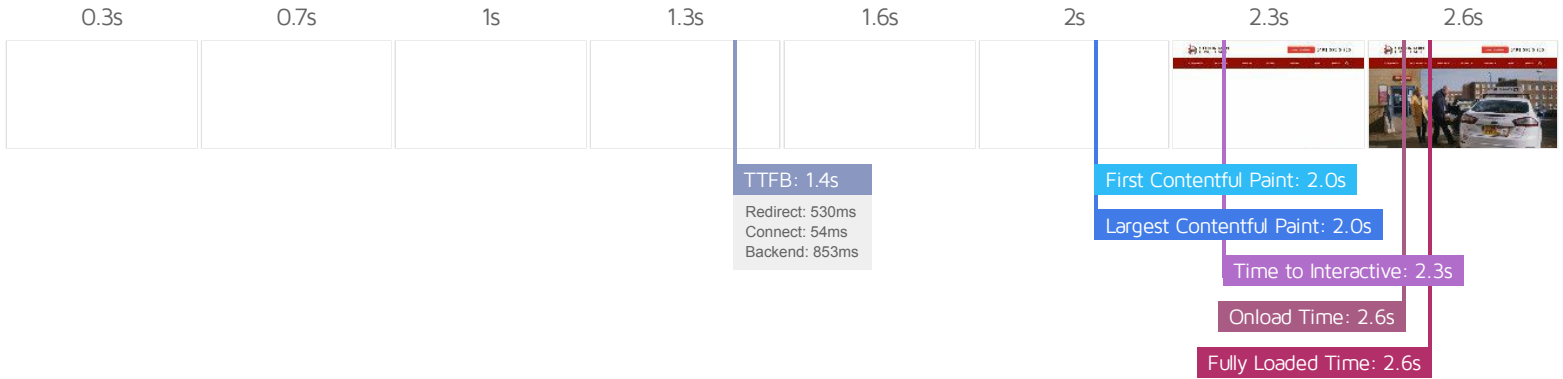 0.3s
0.7s
1s
1.3s
1.6s
2s
2.3s
2.6s
TTFB: 1.4s
Redirect: 530ms
Connect: 54ms
Backend: 853ms
First Contentful Paint: 2.0s
Largest Contentful Paint: 2.0s
Time to Interactive: 2.3s
Onload Time: 2.6s
Fully Loaded Time: 2.6s